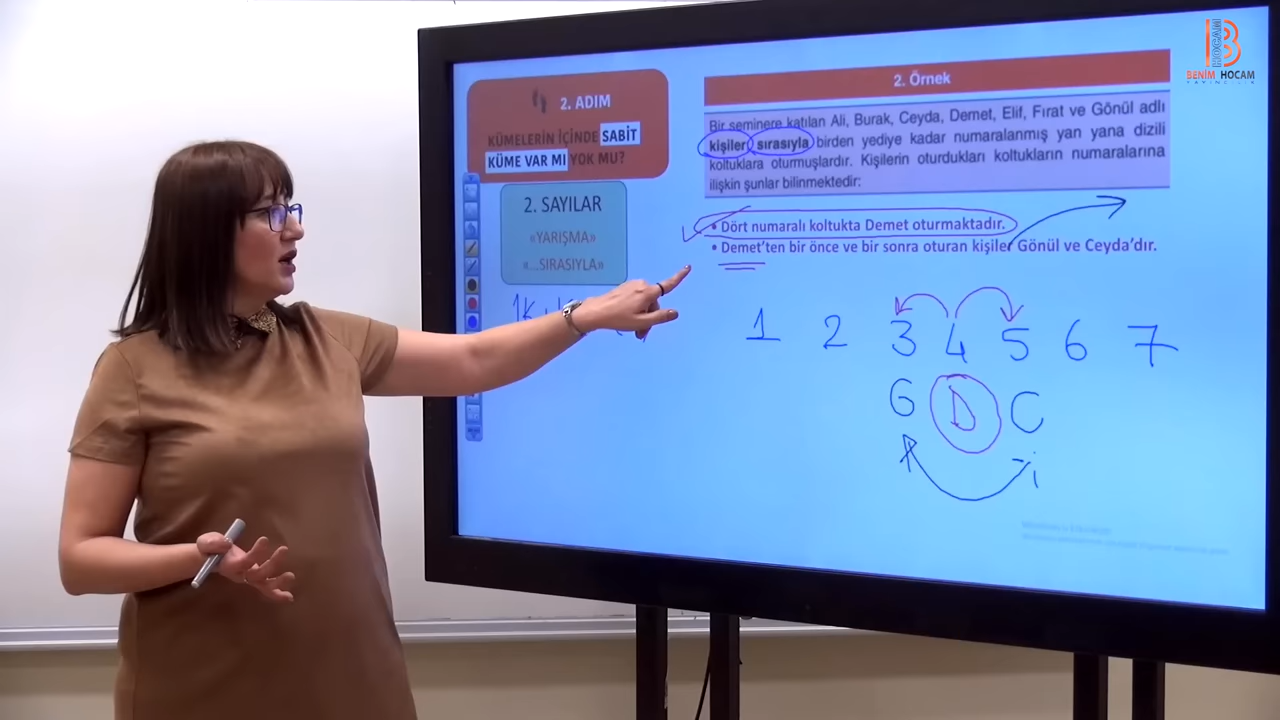 B
HOCAM
BENİM HOCAM
YAYINCILIK
2. ADIM
KÜMELERİN İÇİNDE SABİT
KÜME VAR MI YOK MU?
2. SAYILAR
«YARIŞMA»
«...SIRASIYLA»
2. Örnek
Bir seminere katılan Ali, Burak, Ceyda, Demet, Elif, Fırat ve Gönül adlı
kişiler sırasıyla birden yediye kadar numaralanmış yan yana dizili
koltuklara oturmuşlardır. Kişilerin oturdukları koltukların numaralarına
ilişkin şunlar bilinmektedir:
• Dört numaralı koltukta Demet oturmaktadır.
• Demet'ten bir önce ve bir sonra oturan kişiler Gönül ve Ceyda'dır.
1 2 3 4 5 6 7
G D C